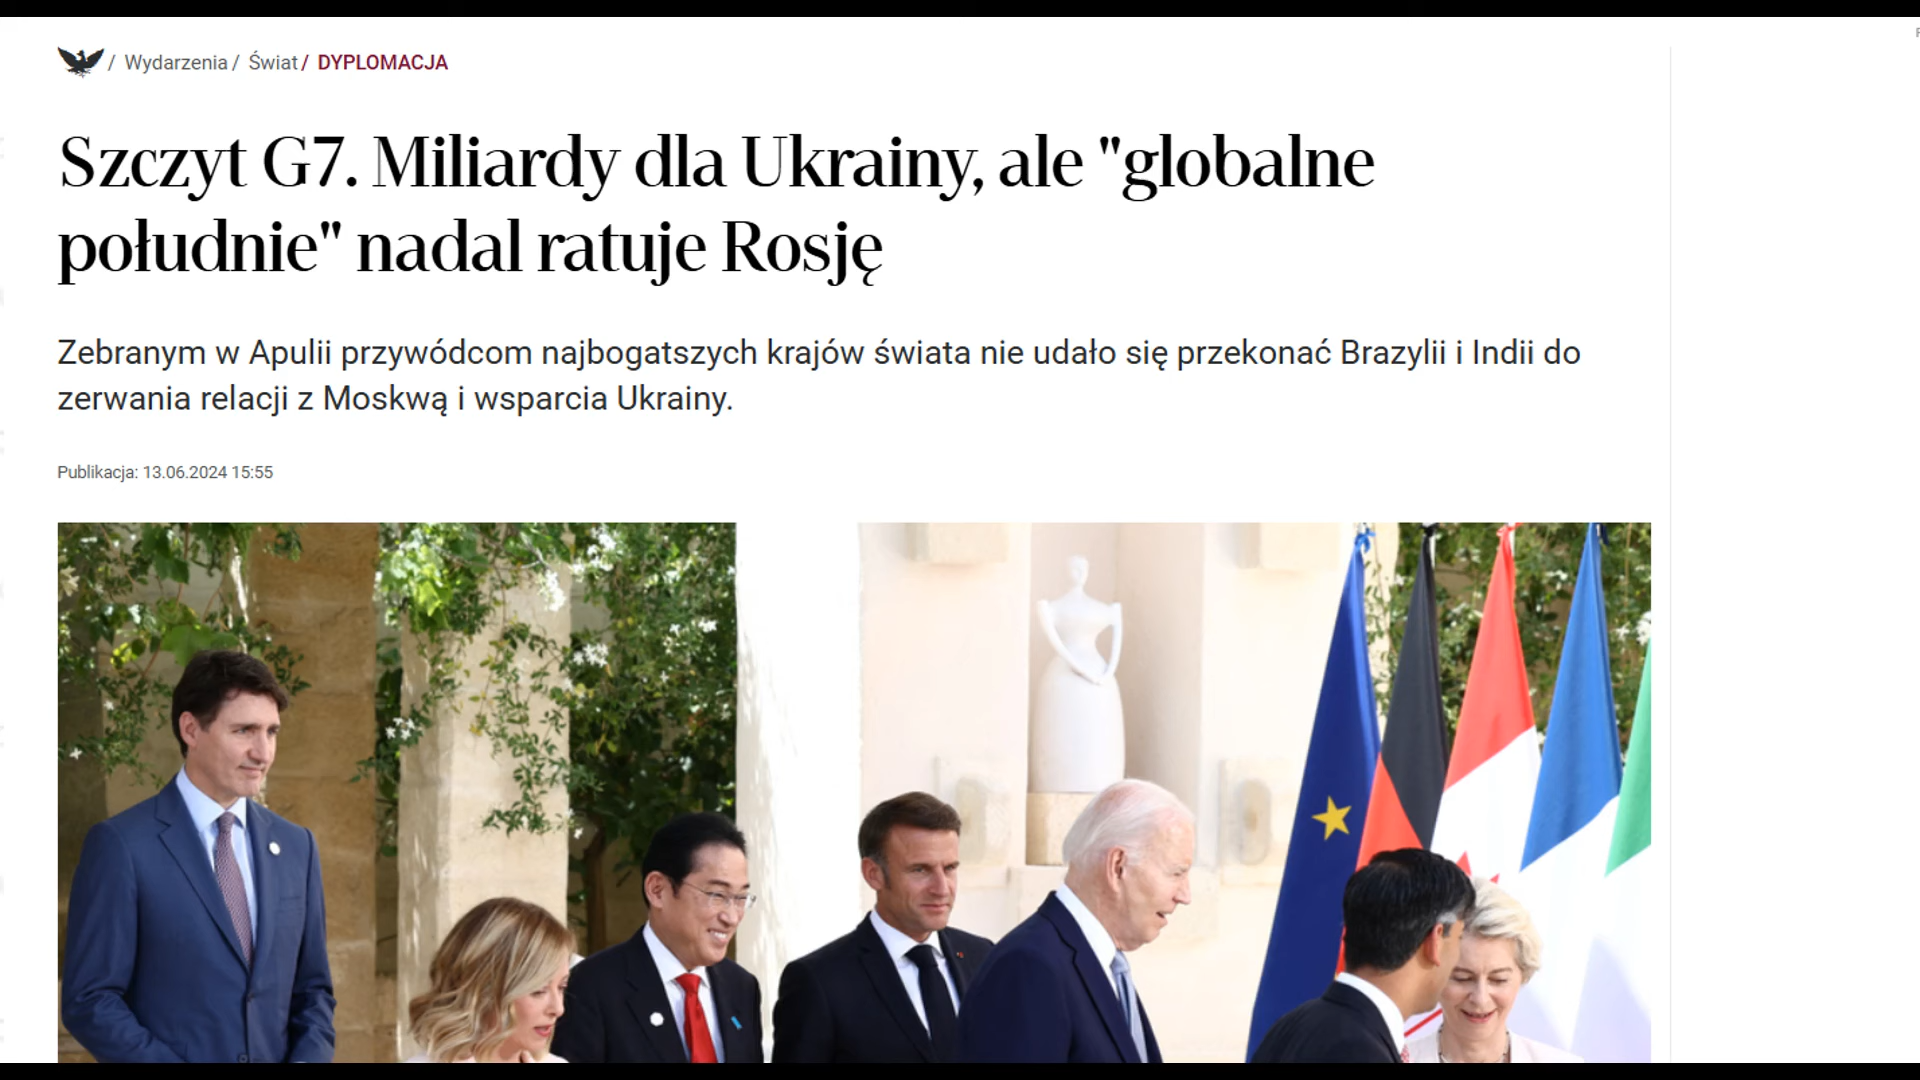 / Wydarzenia / Świat / DYPLOMACJA
Szczyt G7. Miliardy dla Ukrainy, ale "globalne
południe" nadal ratuje Rosję
Zebranym w Apulii przywódcom najbogatszych krajów świata nie udało się przekonać Brazylii i Indii do
zerwania relacji z Moskwą i wsparcia Ukrainy.
Publikacja: 13.06.2024 15:55